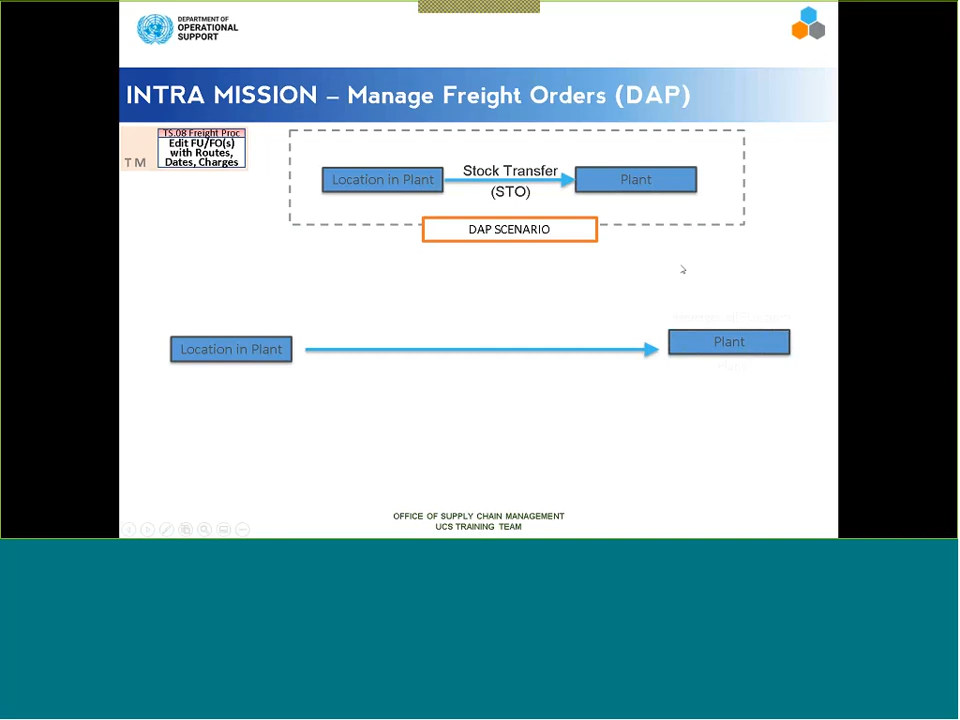 DEPARTMENT OF
OPERATIONAL
SUPPORT
INTRA MISSION – Manage Freight Orders (DAP)
TS.08 Freight Proc
Edit FU/FO(s)
with Routes,
Dates, Charges
TM
Location in Plant
Stock Transfer
(STO)
Plant
DAP SCENARIO
Location in Plant
Plant
OFFICE OF SUPPLY CHAIN MANAGEMENT
UCS TRAINING TEAM